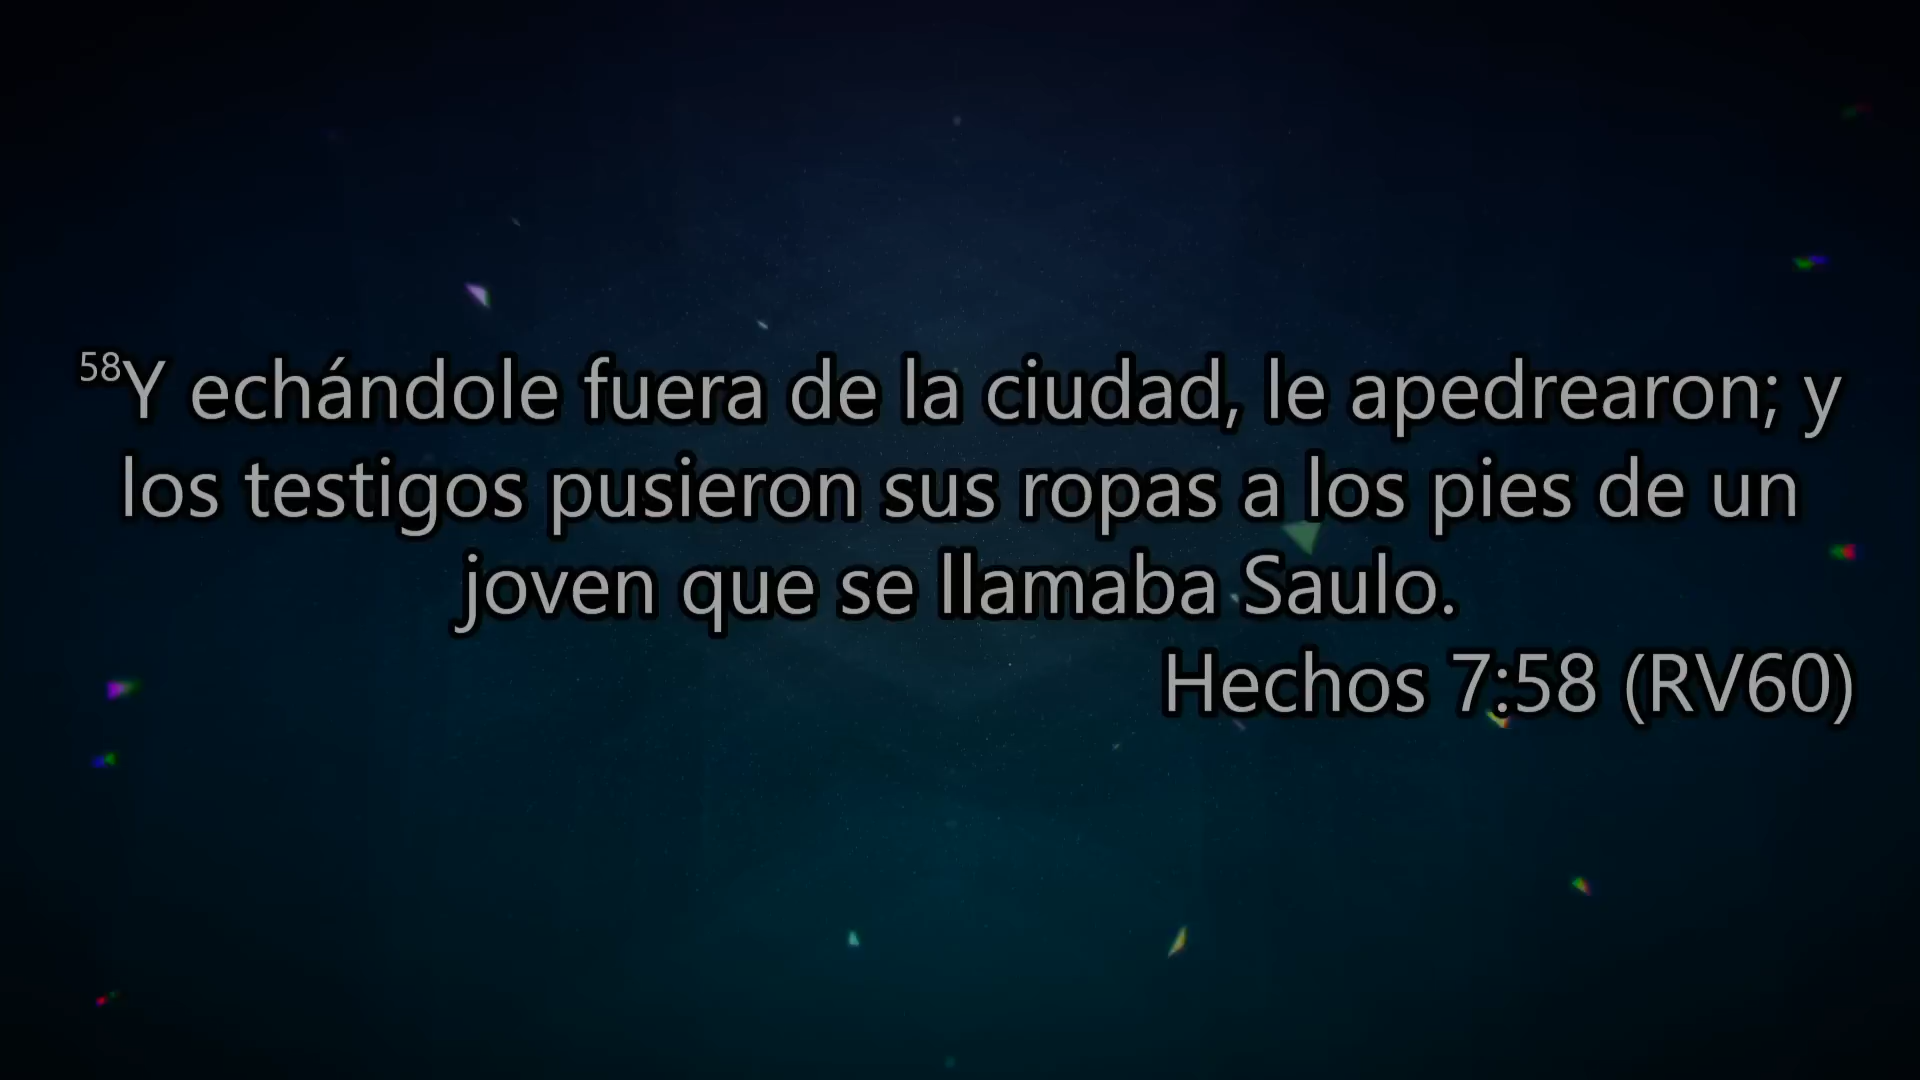 58Y echándole fuera de la ciudad, le apedrearon; y
los testigos pusieron sus ropas a los pies de un
joven que se llamaba Saulo.
Hechos 7:58 (RV60)